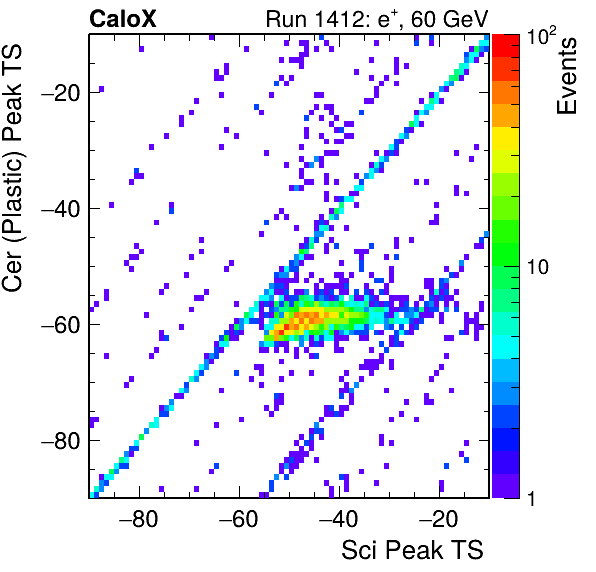 CaloX Run 1412: e+, 60 GeV
Cer (Plastic) Peak TS
−20
−40
−60
−80
−80 −60 −40 −20
Sci Peak TS
10²
10
1
Events